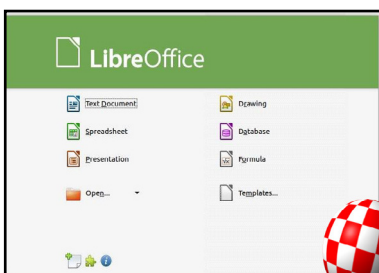 LibreOffice
Text Document
Drawing
Spreadsheet
Database
Presentation
Formula
Open...
Templates...